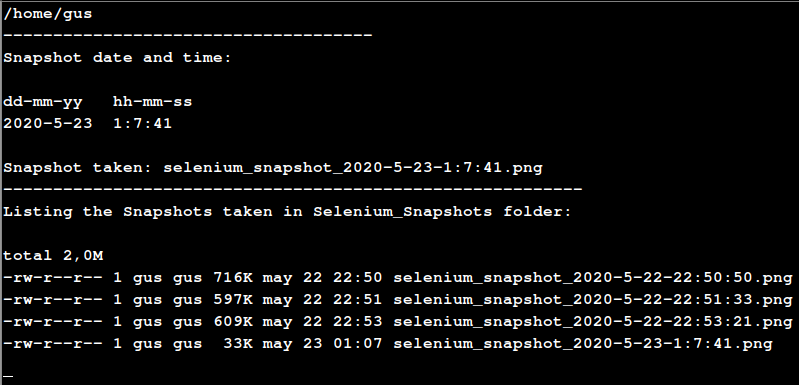 /home/gus
-------------------------------------
Snapshot date and time:
dd-mm-yy   hh-mm-ss
2020-5-23  1:7:41
Snapshot taken: selenium_snapshot_2020-5-23-1:7:41.png
----------------------------------------------------------
Listing the Snapshots taken in Selenium_Snapshots folder:
total 2,0M
-rw-r--r-- 1 gus gus 716K may 22 22:50 selenium_snapshot_2020-5-22-22:50:50.png
-rw-r--r-- 1 gus gus 597K may 22 22:51 selenium_snapshot_2020-5-22-22:51:33.png
-rw-r--r-- 1 gus gus 609K may 22 22:53 selenium_snapshot_2020-5-22-22:53:21.png
-rw-r--r-- 1 gus gus  33K may 23 01:07 selenium_snapshot_2020-5-23-1:7:41.png
_